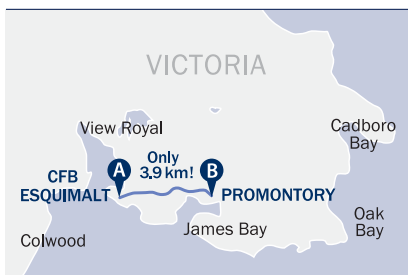 VICTORIA
View Royal
Cadboro
Bay
Only
3.9 km!
A
B
CFB
ESQUIMALT
PROMONTORY
Oak
Bay
James Bay
Colwood